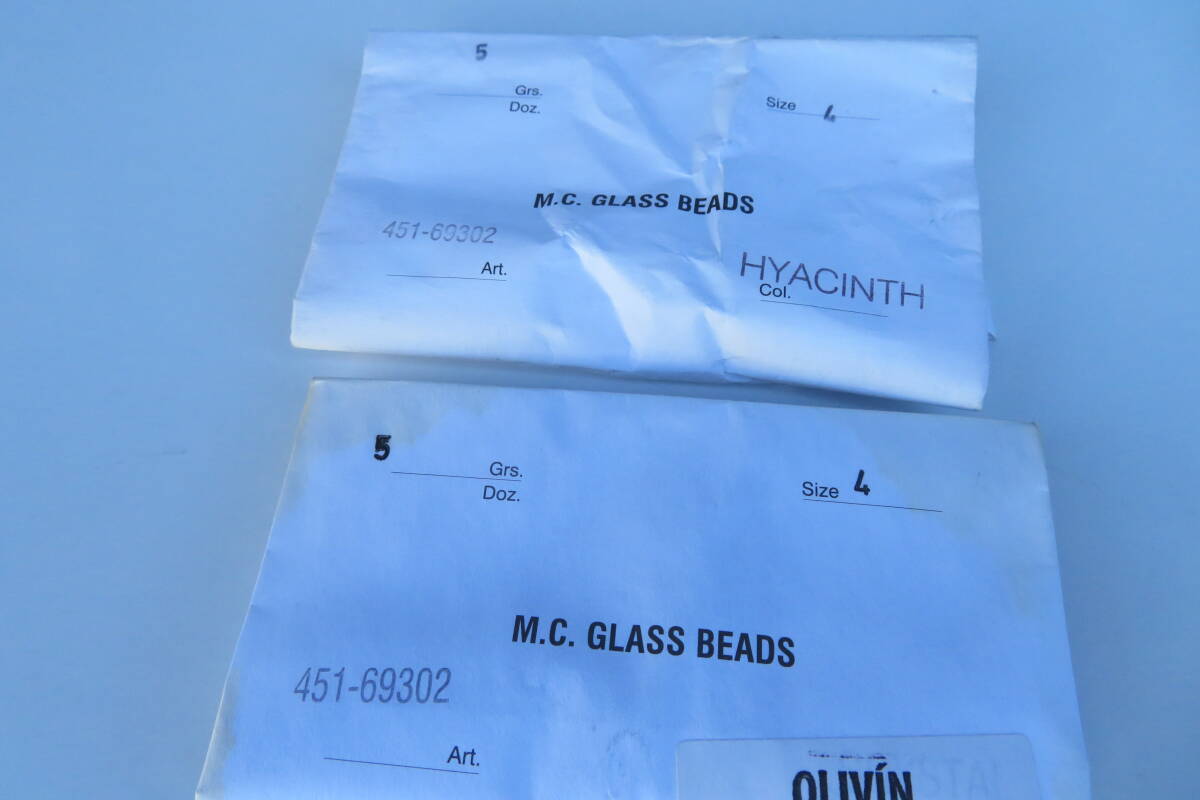 5
Grs.
Doz.
Size 4
M.C. GLASS BEADS
451-69302
Art.
HYACINTH
Col.
5
Grs.
Doz.
Size 4
M.C. GLASS BEADS
451-69302
Art.
OLIVÍN